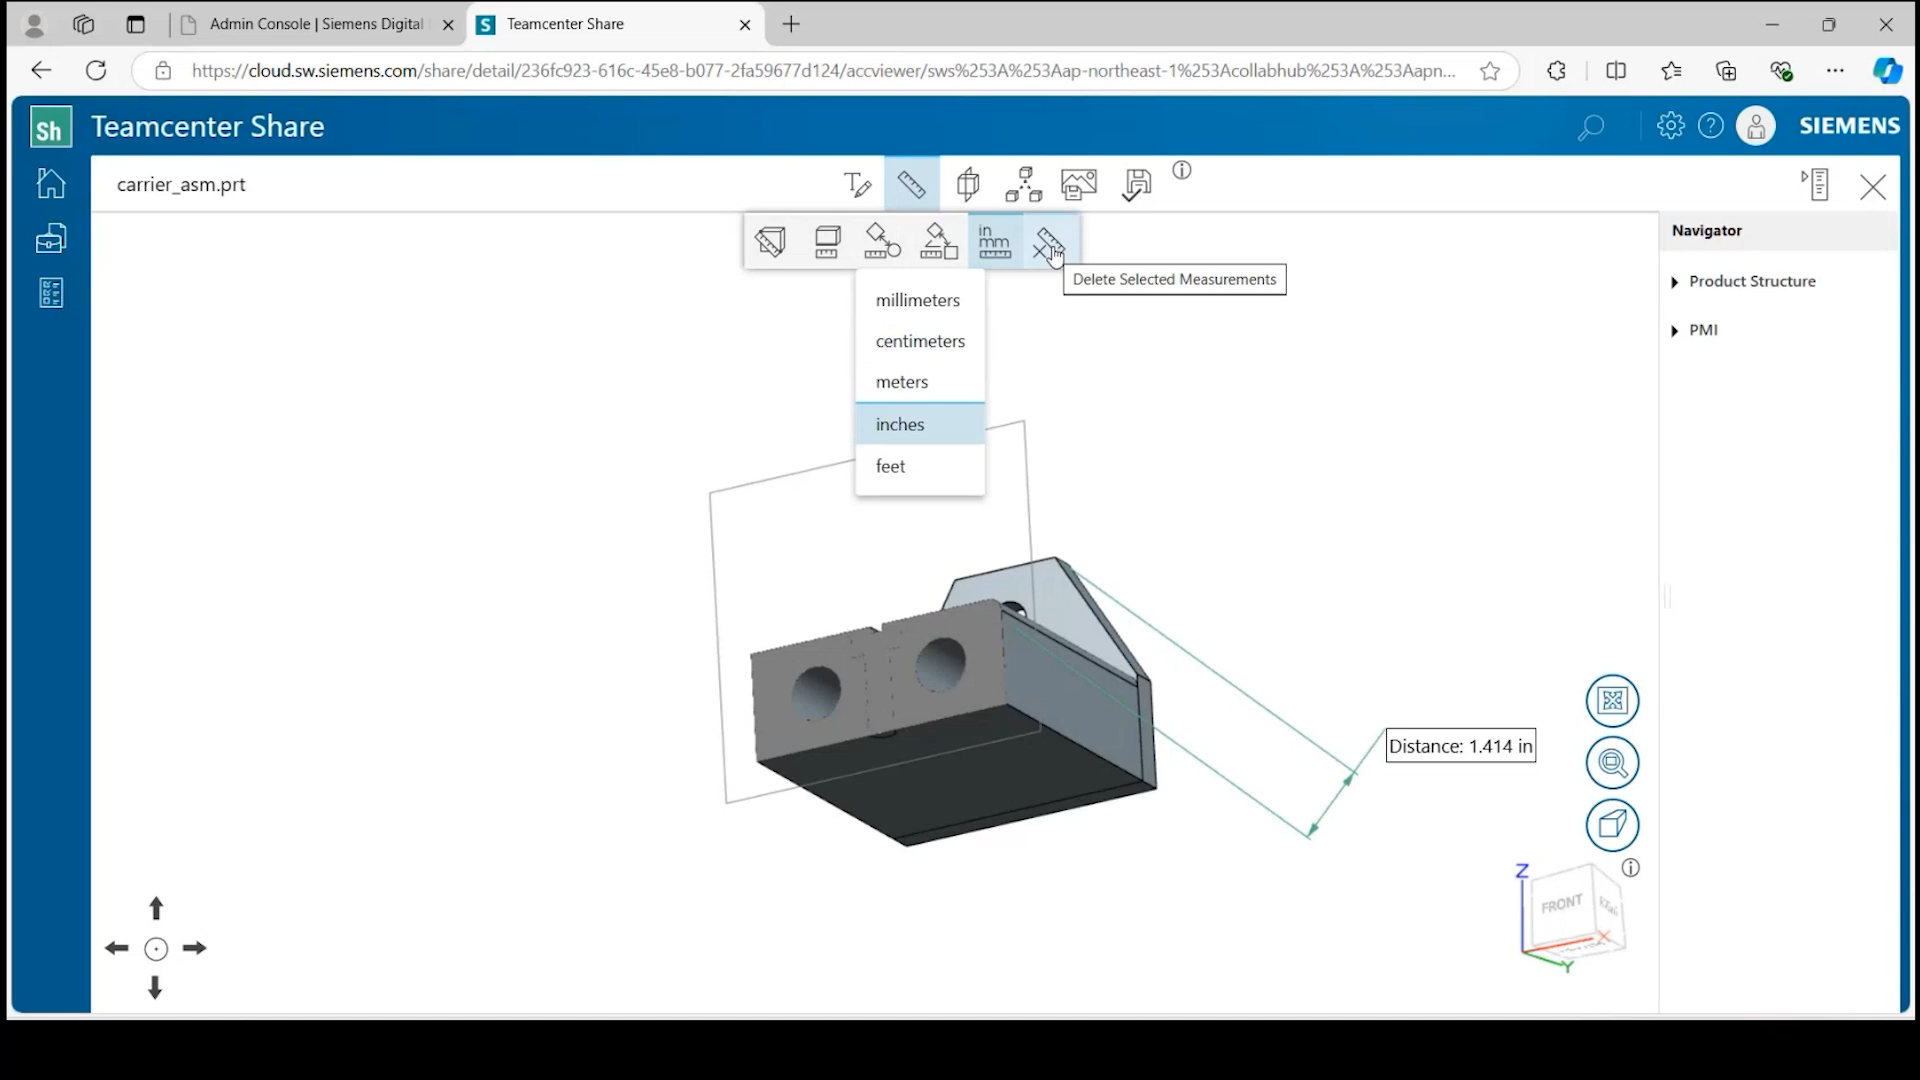 Admin Console | Siemens Digital
Teamcenter Share
https://cloud.sw.siemens.com/share/detail/236fc923-616c-45e8-b077-2fa59677d124/accviewer/sws%253A%253Aap-northeast-1%253Acollabhub%253A%253Aapn...
Sh
Teamcenter Share
SIEMENS
carrier_asm.prt
in
mm
Delete Selected Measurements
millimeters
centimeters
meters
inches
feet
Navigator
Product Structure
PMI
Distance: 1.414 in
Z
FRONT
X
Y